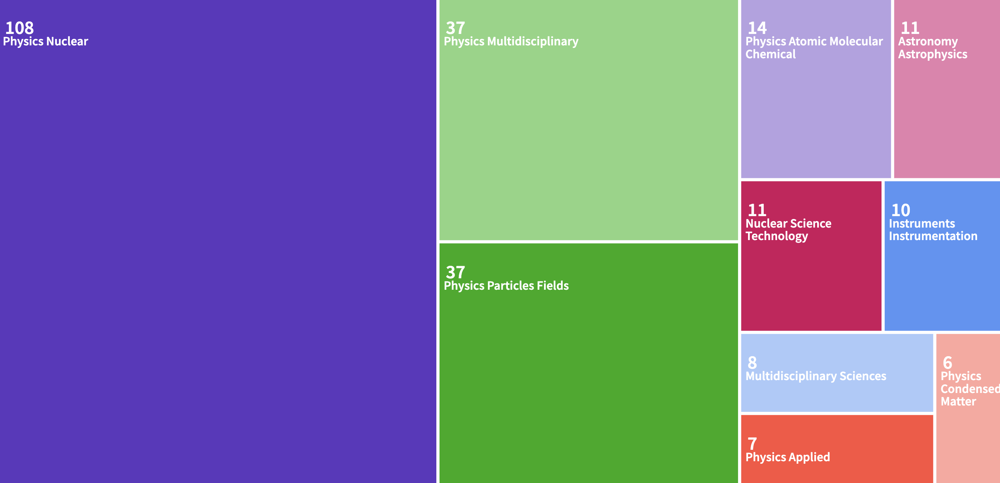 108
Physics Nuclear
37
Physics Multidisciplinary
37
Physics Particles Fields
14
Physics Atomic Molecular
Chemical
11
Astronomy
Astrophysics
11
Nuclear Science
Technology
10
Instruments
Instrumentation
8
Multidisciplinary Sciences
7
Physics Applied
6
Physics
Condensed
Matter